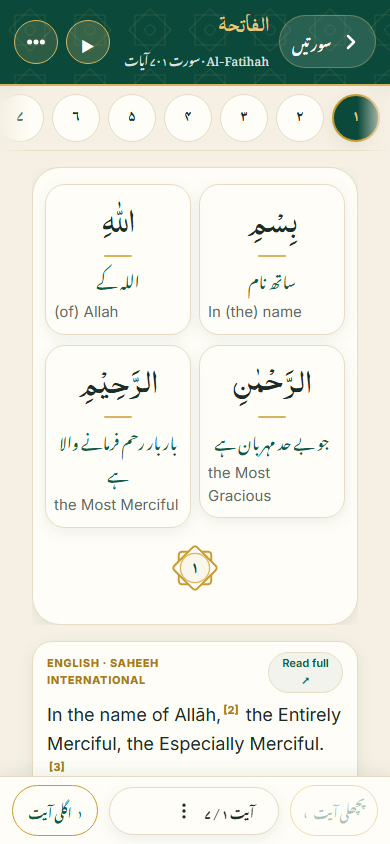 الفاتحة
سورتیں
Al-Fatihah · سورت ۱ · ۷ آیات
۱ ۲ ۳ ۴ ۵ ۶ ۷
بِسْمِ
ساتھ نام
In (the) name
اللّٰهِ
اللہ کے
(of) Allah
الرَّحْمٰنِ
جو بے حد مہربان ہے
the Most
Gracious
الرَّحِيْمِ
بار بار رحم فرمانے والا
ہے
the Most Merciful
۱
ENGLISH · SAHEEH
INTERNATIONAL
Read full
↗
In the name of Allāh,[2] the Entirely
Merciful, the Especially Merciful.
[3]
پچھلی آیت
آیت ۱ / ۷
اگلی آیت